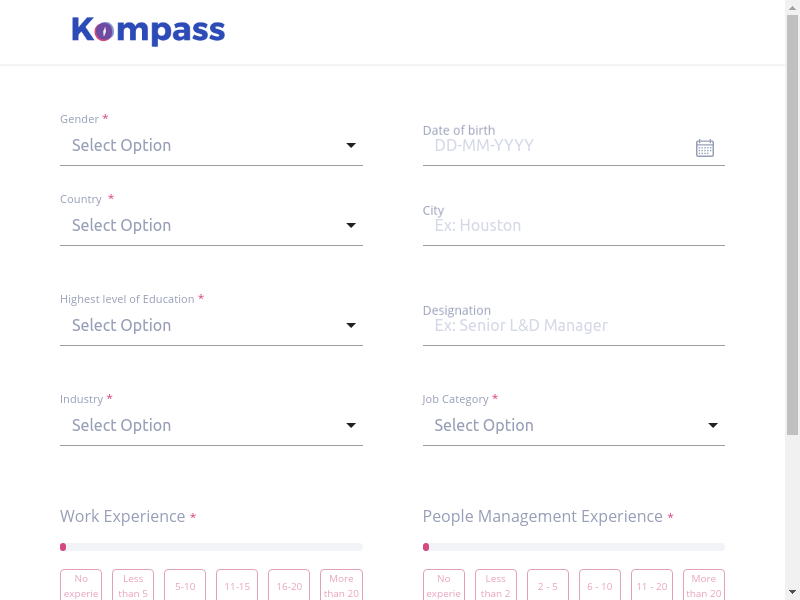 Kompass
Gender *
Select Option
Date of birth
DD-MM-YYYY
Country *
Select Option
City
Ex: Houston
Highest level of Education *
Select Option
Designation
Ex: Senior L&D Manager
Industry *
Select Option
Job Category *
Select Option
Work Experience *
People Management Experience *
No experie
Less than 5
5-10
11-15
16-20
More than 20
No experie
Less than 2
2 - 5
6 - 10
11 - 20
More than 20